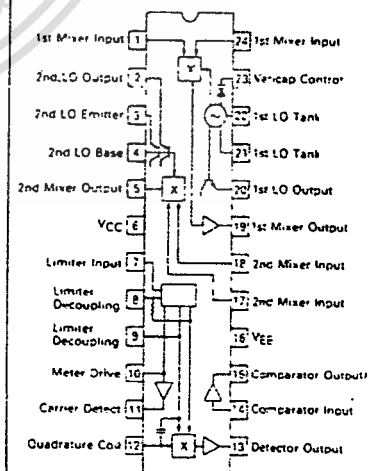 1st Mixer Input 1
24 1st Mixer Input
2nd LO Output 2
23 Varicap Control
2nd LO Emitter 3
22 1st LO Tank
2nd LO Base 4
21 1st LO Tank
2nd Mixer Output 5
X
20 1st LO Output
VCC 6
19 1st Mixer Output
Limiter Input 7
18 2nd Mixer Input
Limiter
Decoupling 8
17 2nd Mixer Input
Limiter
Decoupling 9
16 VEE
Meter Drive 10
15 Comparator Output
Carrier Detect 11
14 Comparator Input
Quadrature Coil 12
X
13 Detector Output